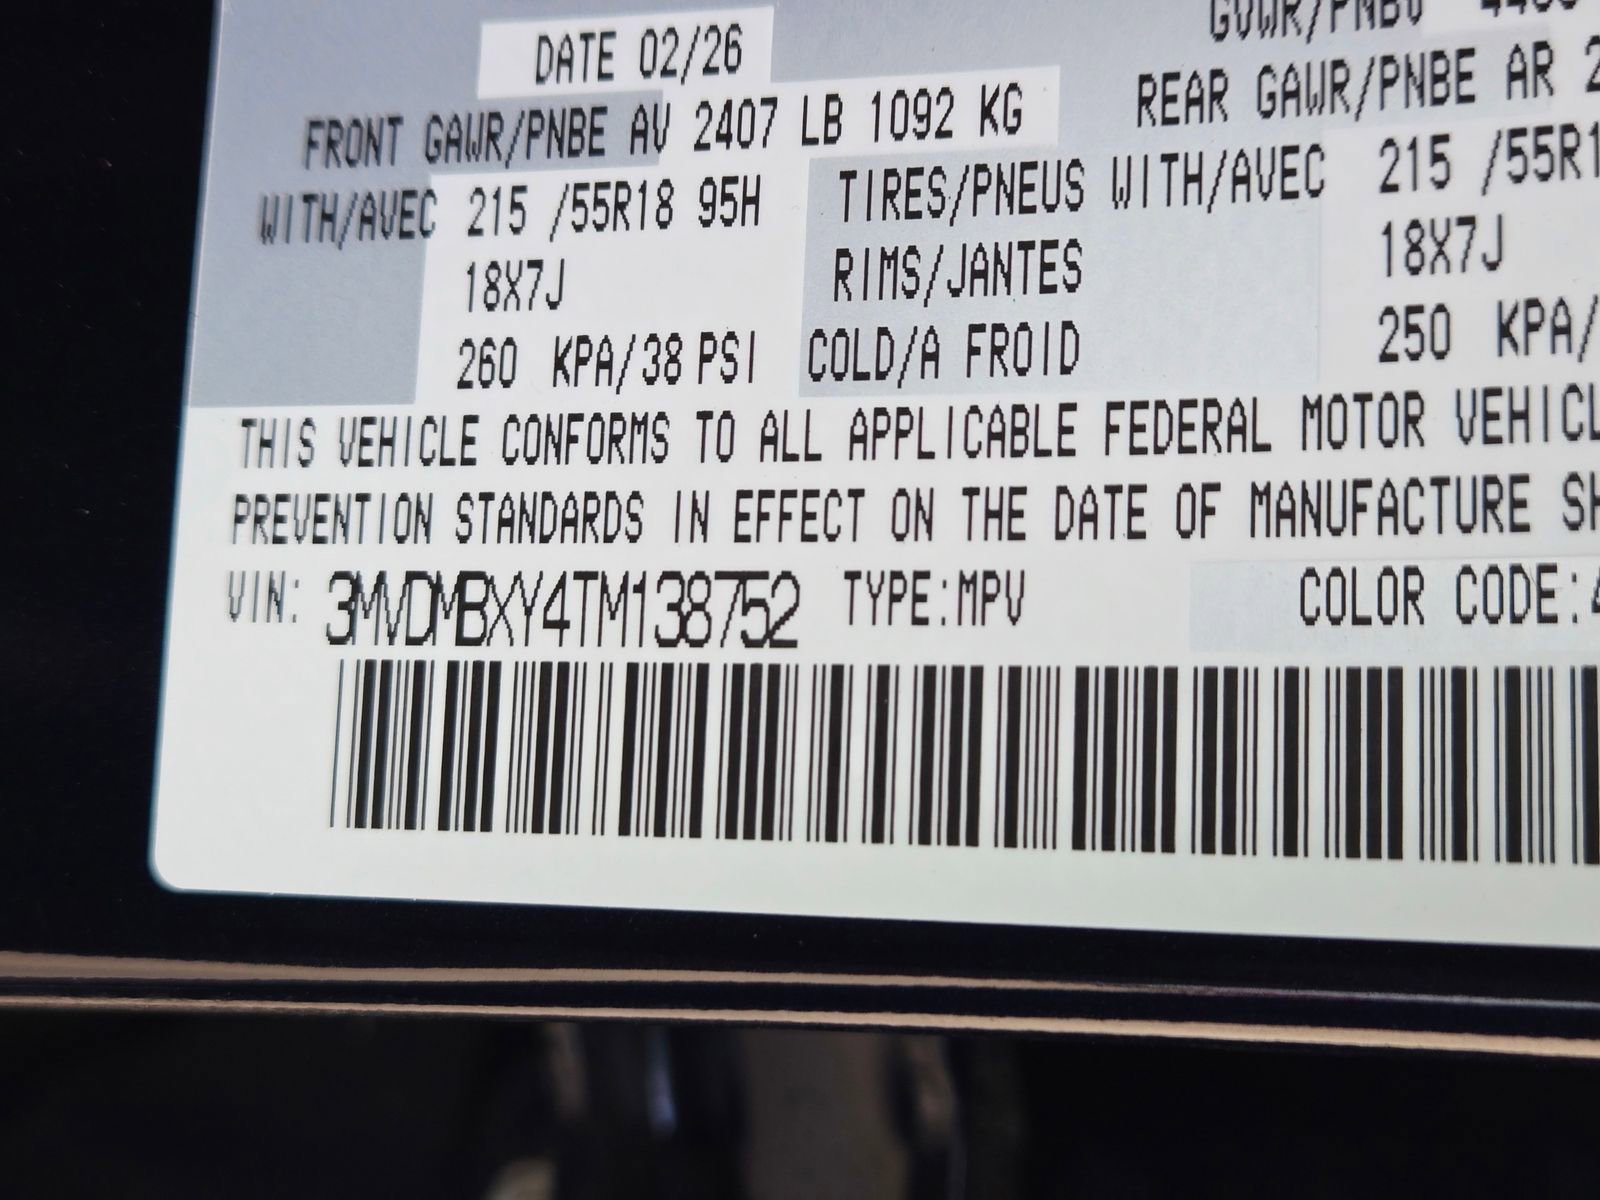 DATE 02/26
GVWR/PNBV
FRONT GAWR/PNBE AV 2407 LB 1092 KG
REAR GAWR/PNBE AR
WITH/AVEC 215 /55R18 95H TIRES/PNEUS WITH/AVEC 215 /55R1
18X7J RIMS/JANTES 18X7J
260 KPA/38 PSI COLD/A FROID 250 KPA/
THIS VEHICLE CONFORMS TO ALL APPLICABLE FEDERAL MOTOR VEHICL
PREVENTION STANDARDS IN EFFECT ON THE DATE OF MANUFACTURE SH
VIN: 3MVDMBXY4TM138752 TYPE:MPV COLOR CODE:4